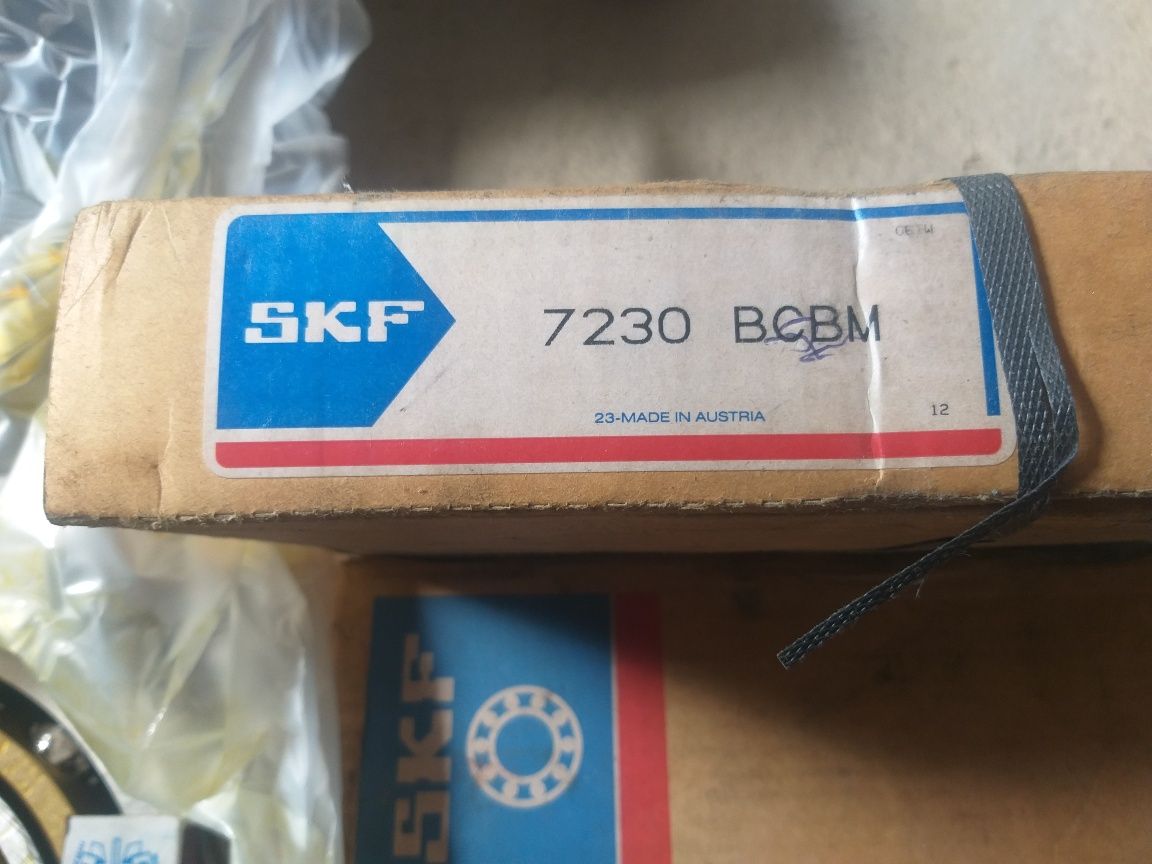 SKF
7230 BCBM
23-MADE IN AUSTRIA
12
SKF